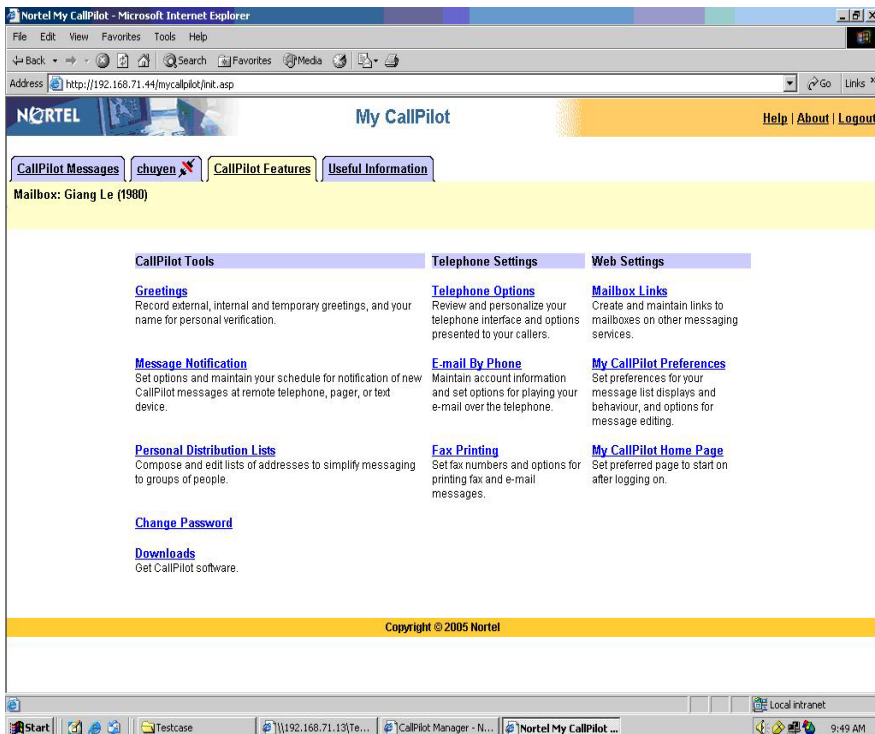 Nortel My CallPilot - Microsoft Internet Explorer
File Edit View Favorites Tools Help
Back Search Favorites Media
Address http://192.168.71.44/mycallpilot/init.asp Go Links
NORTEL My CallPilot Help | About | Logout
CallPilot Messages chuyen CallPilot Features Useful Information
Mailbox: Giang Le (1980)
CallPilot Tools Telephone Settings Web Settings
Greetings
Record external, internal and temporary greetings, and your
name for personal verification.
Telephone Options
Review and personalize your
telephone interface and options
presented to your callers.
Mailbox Links
Create and maintain links to
mailboxes on other messaging
services.
Message Notification
Set options and maintain your schedule for notification of new
CallPilot messages at remote telephone, pager, or text
device.
E-mail By Phone
Maintain account information
and set options for playing your
e-mail over the telephone.
My CallPilot Preferences
Set preferences for your
message list displays and
behaviour, and options for
message editing.
Personal Distribution Lists
Compose and edit lists of addresses to simplify messaging
to groups of people.
Fax Printing
Set fax numbers and options for
printing fax and e-mail
messages.
My CallPilot Home Page
Set preferred page to start on
after logging on.
Change Password
Downloads
Get CallPilot software.
Copyright © 2005 Nortel
Local intranet
Start Testcase \\192.168.71.13\Te... CallPilot Manager - N... Nortel My CallPilot ... 9:49 AM